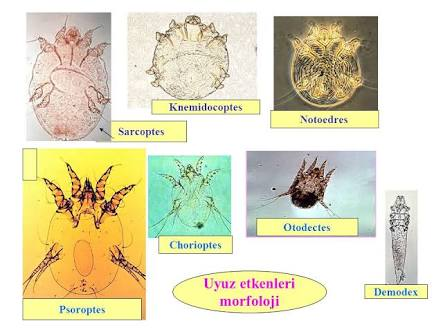 Knemidocoptes
Notoedres
Sarcoptes
Chorioptes
Otodectes
Demodex
Psoroptes
Uyuz etkenleri
morfoloji